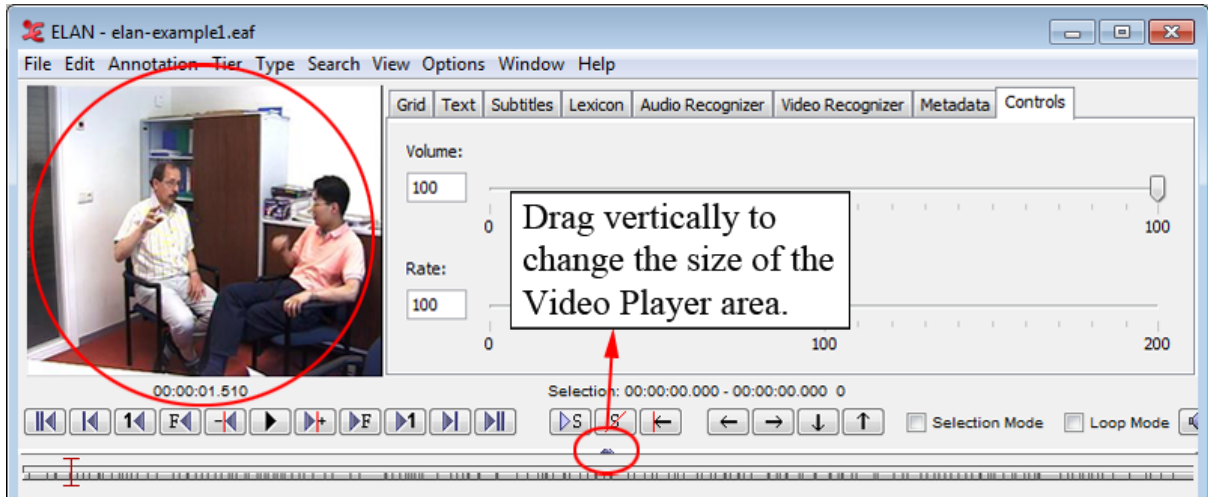 ELAN - elan-example1.eaf
File Edit Annotation Tier Type Search View Options Window Help
Grid Text Subtitles Lexicon Audio Recognizer Video Recognizer Metadata Controls
Volume:
100
0 100
Drag vertically to
change the size of the
Video Player area.
Rate:
100
0 100 200
00:00:01.510 Selection: 00:00:00.000 - 00:00:00.000 0
1 F - + F 1 S S Selection Mode Loop Mode